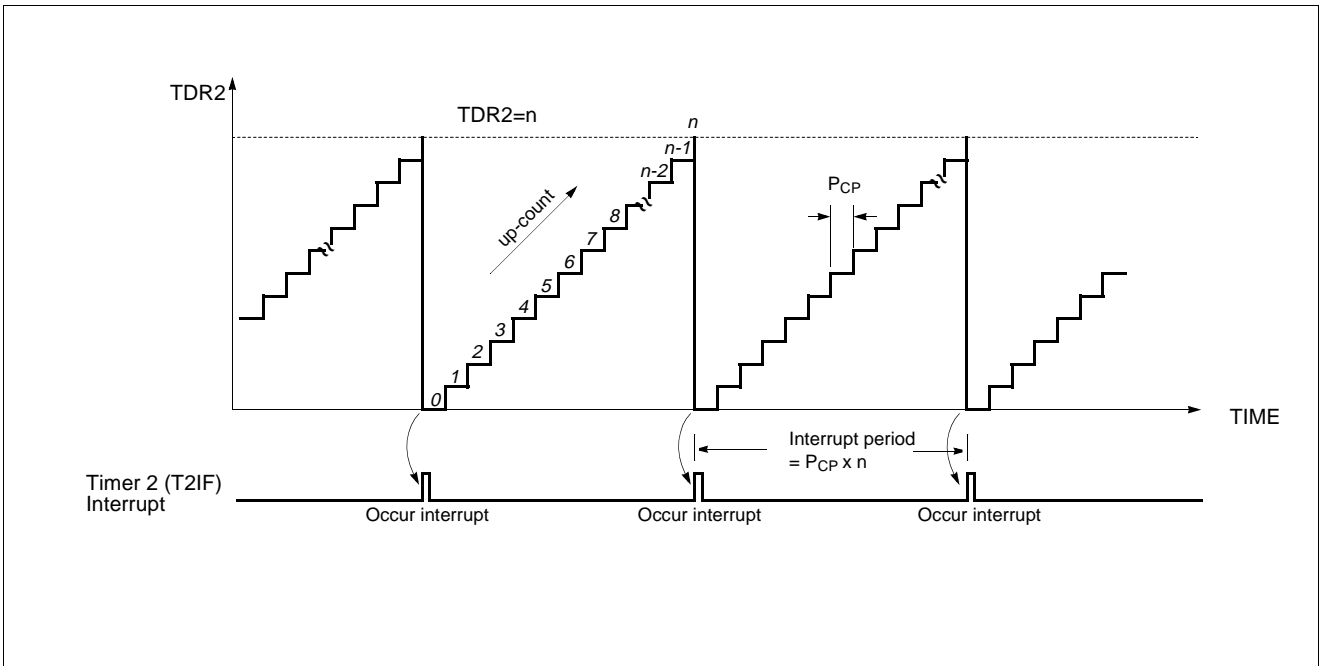 TDR2
TDR2=n
n
n-1
n-2
up-count
8
7
6
5
4
3
2
1
0
PCP
TIME
Interrupt period
= PCP x n
Timer 2 (T2IF)
Interrupt
Occur interrupt
Occur interrupt
Occur interrupt